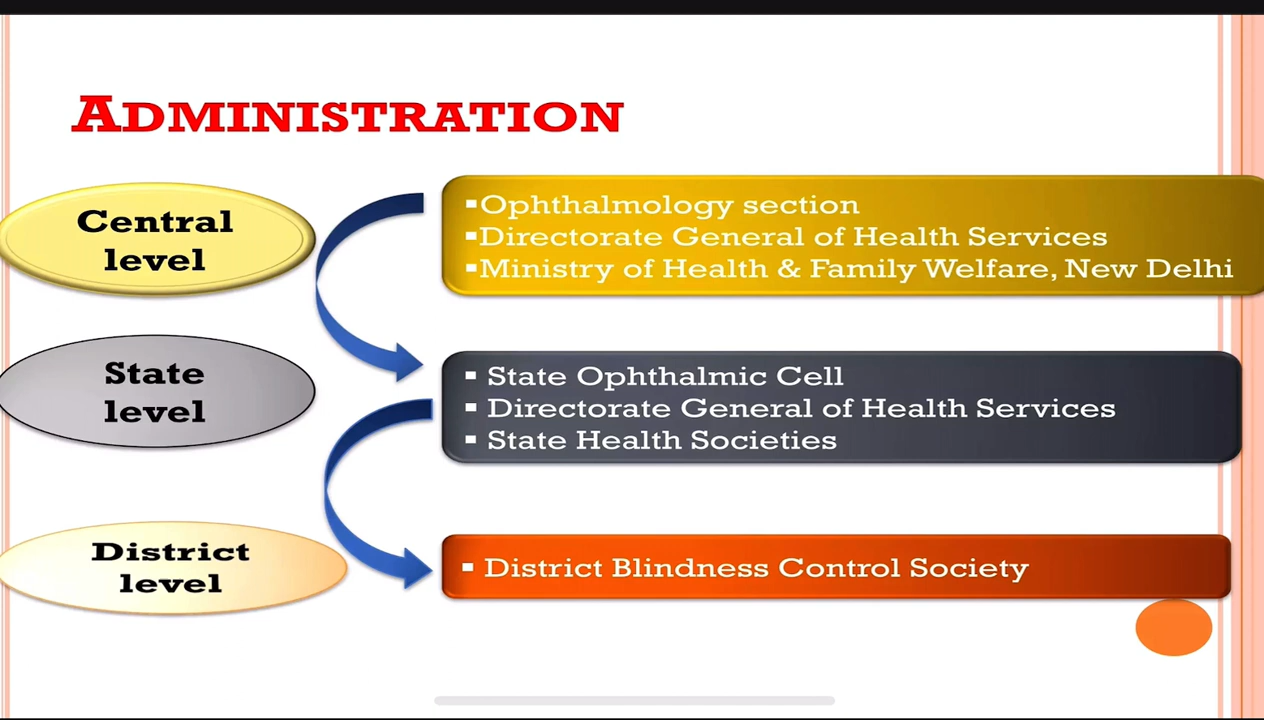 ADMINISTRATION
Central
level
▪Ophthalmology section
▪Directorate General of Health Services
▪Ministry of Health & Family Welfare, New Delhi
State
level
▪ State Ophthalmic Cell
▪ Directorate General of Health Services
▪ State Health Societies
District
level
▪ District Blindness Control Society